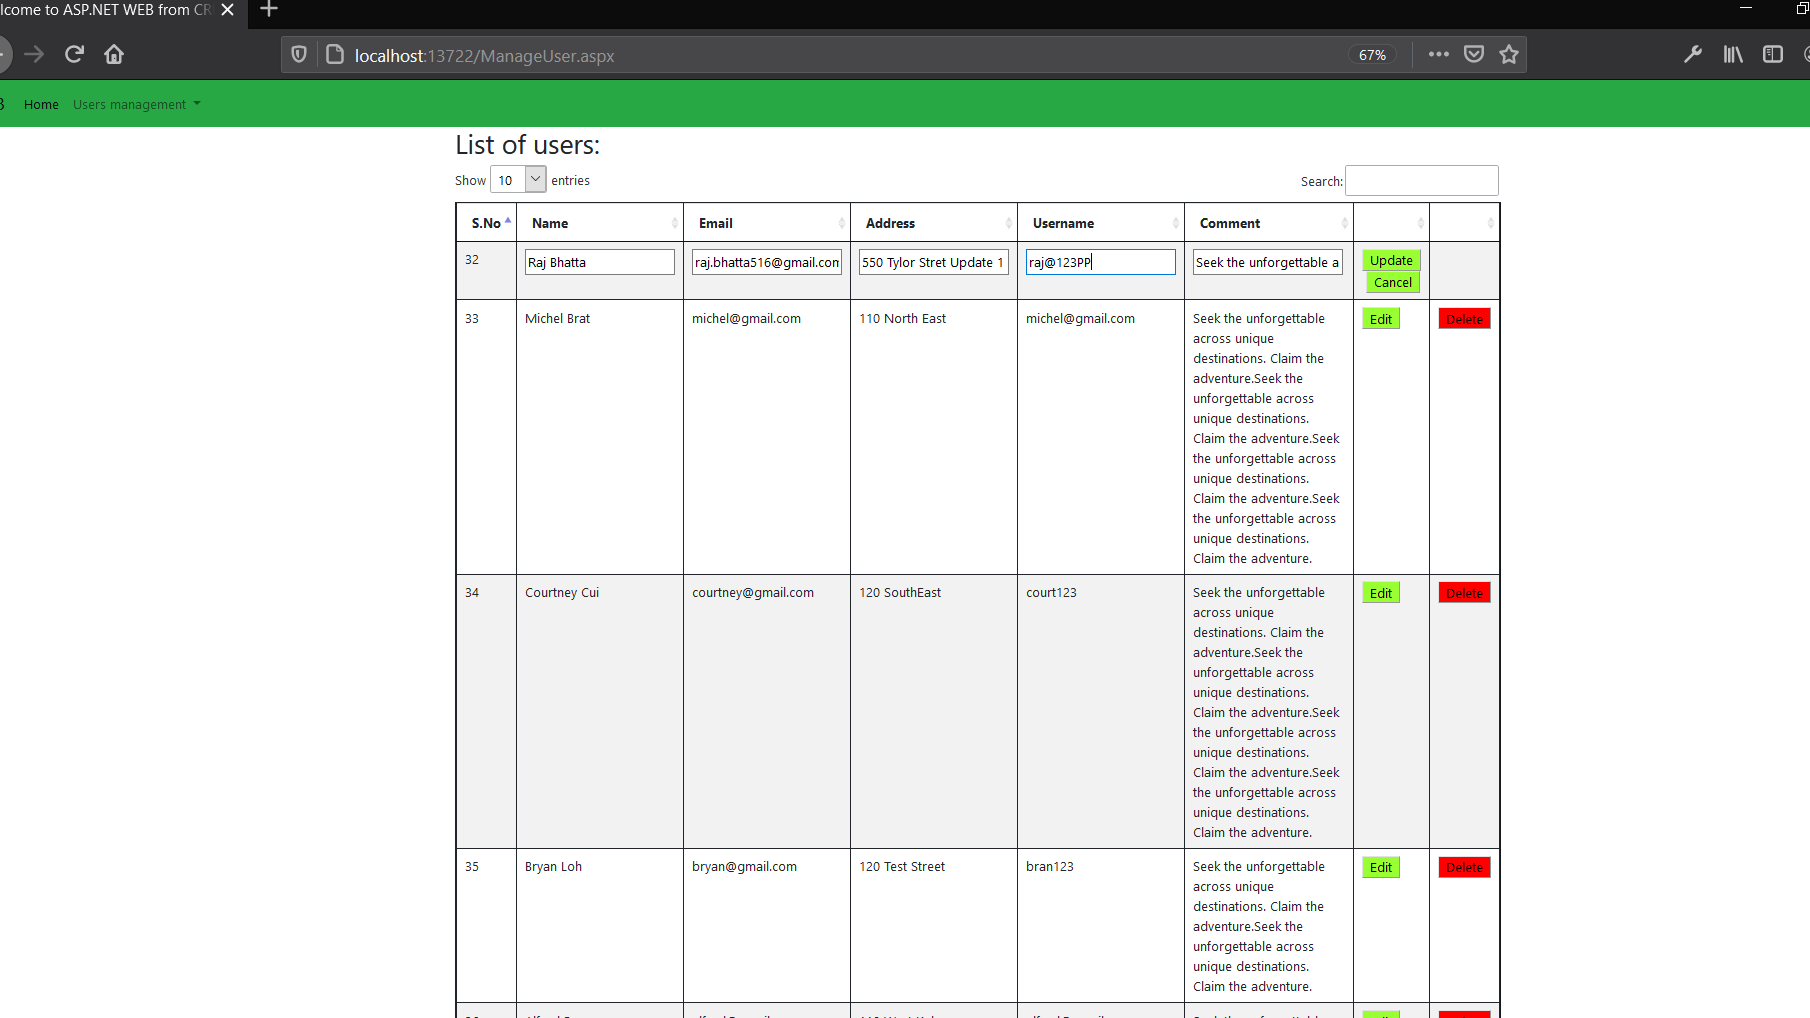 lcome to ASP.NET WEB from CR
localhost:13722/ManageUser.aspx 67%
Home Users management
List of users:
Show 10 entries Search:
S.No Name Email Address Username Comment
32 Raj Bhatta raj.bhatta516@gmail.com 550 Tylor Stret Update 1 raj@123PP Seek the unforgettable a Update
Cancel
33 Michel Brat michel@gmail.com 110 North East michel@gmail.com Seek the unforgettable Edit Delete
across unique
destinations. Claim the
adventure.Seek the
unforgettable across
unique destinations.
Claim the adventure.Seek
the unforgettable across
unique destinations.
Claim the adventure.Seek
the unforgettable across
unique destinations.
Claim the adventure.
34 Courtney Cui courtney@gmail.com 120 SouthEast court123 Seek the unforgettable Edit Delete
across unique
destinations. Claim the
adventure.Seek the
unforgettable across
unique destinations.
Claim the adventure.Seek
the unforgettable across
unique destinations.
Claim the adventure.Seek
the unforgettable across
unique destinations.
Claim the adventure.
35 Bryan Loh bryan@gmail.com 120 Test Street bran123 Seek the unforgettable Edit Delete
across unique
destinations. Claim the
adventure.Seek the
unforgettable across
unique destinations.
Claim the adventure.